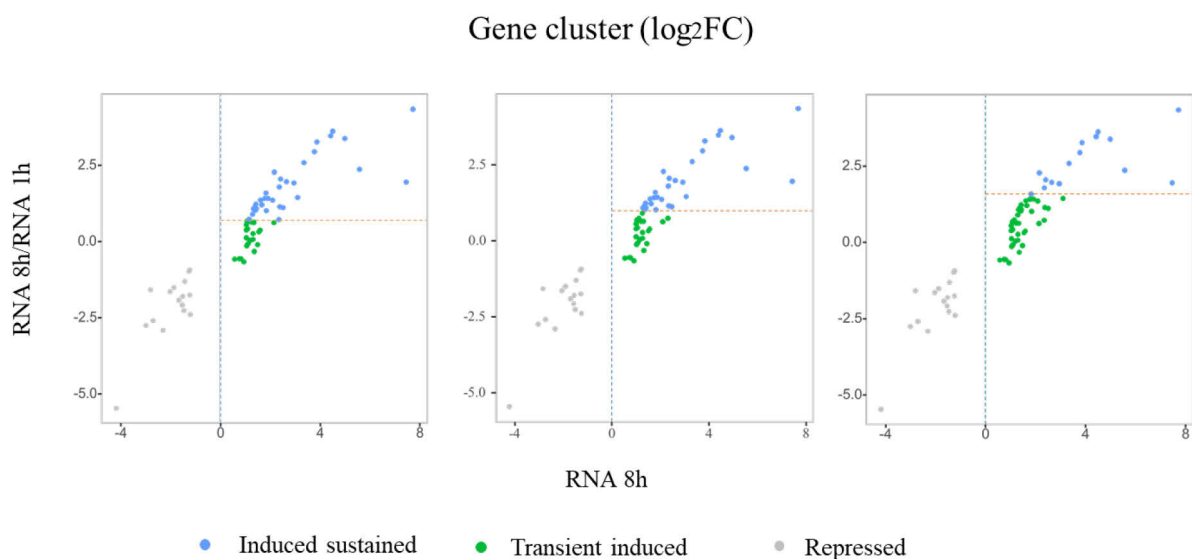 Gene cluster (log2FC)
RNA 8h/RNA 1h
2.5
0.0
-2.5
-5.0
-4 0 4 8
2.5
0.0
-2.5
-5.0
-4 0 4 8
2.5
0.0
-2.5
-5.0
-4 0 4 8
RNA 8h
Induced sustained Transient induced Repressed